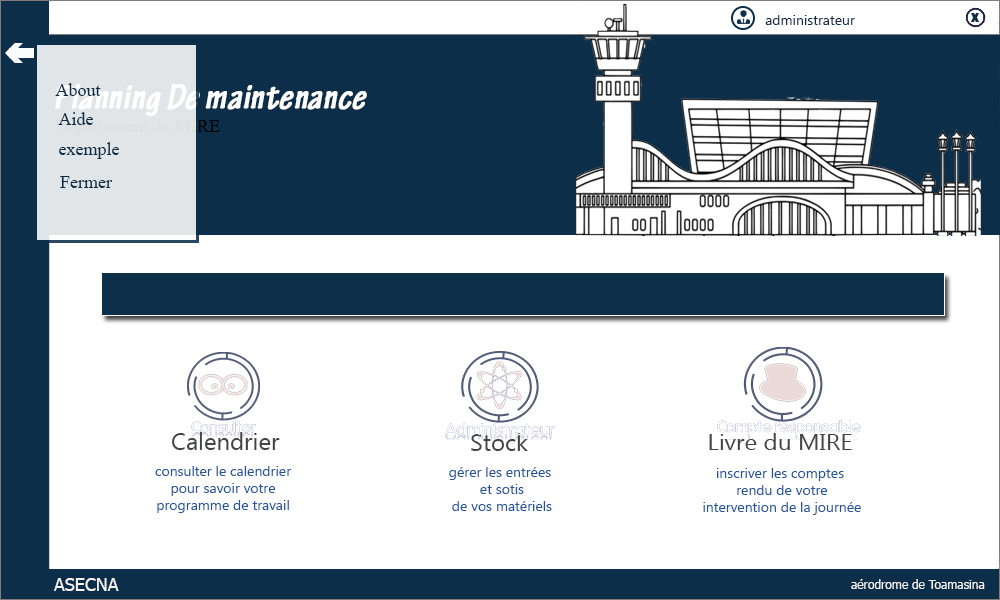 administrateur
X
About
Planning De maintenance
Aide
Département du MIRE
exemple
Fermer
Consulter
Calendrier
consulter le calendrier
pour savoir votre
programme de travail
Administrateur
Stock
gérer les entrées
et sotis
de vos matériels
Compte responsable
Livre du MIRE
inscriver les comptes
rendu de votre
intervention de la journée
ASECNA
aérodrome de Toamasina